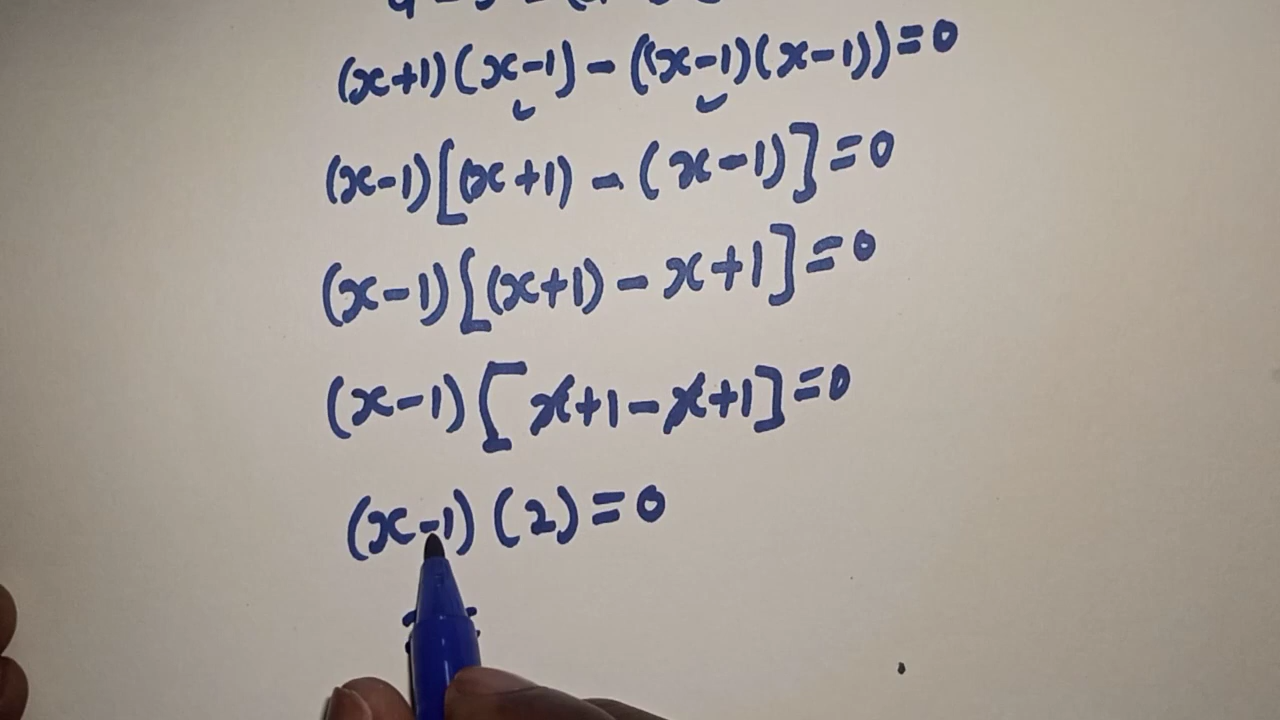 (x+1)(x-1) - ((x-1)(x-1)) = 0
(x-1)[(x+1) - (x-1)] = 0
(x-1)[(x+1) - x+1] = 0
(x-1)[x+1-x+1] = 0
(x-1)(2) = 0